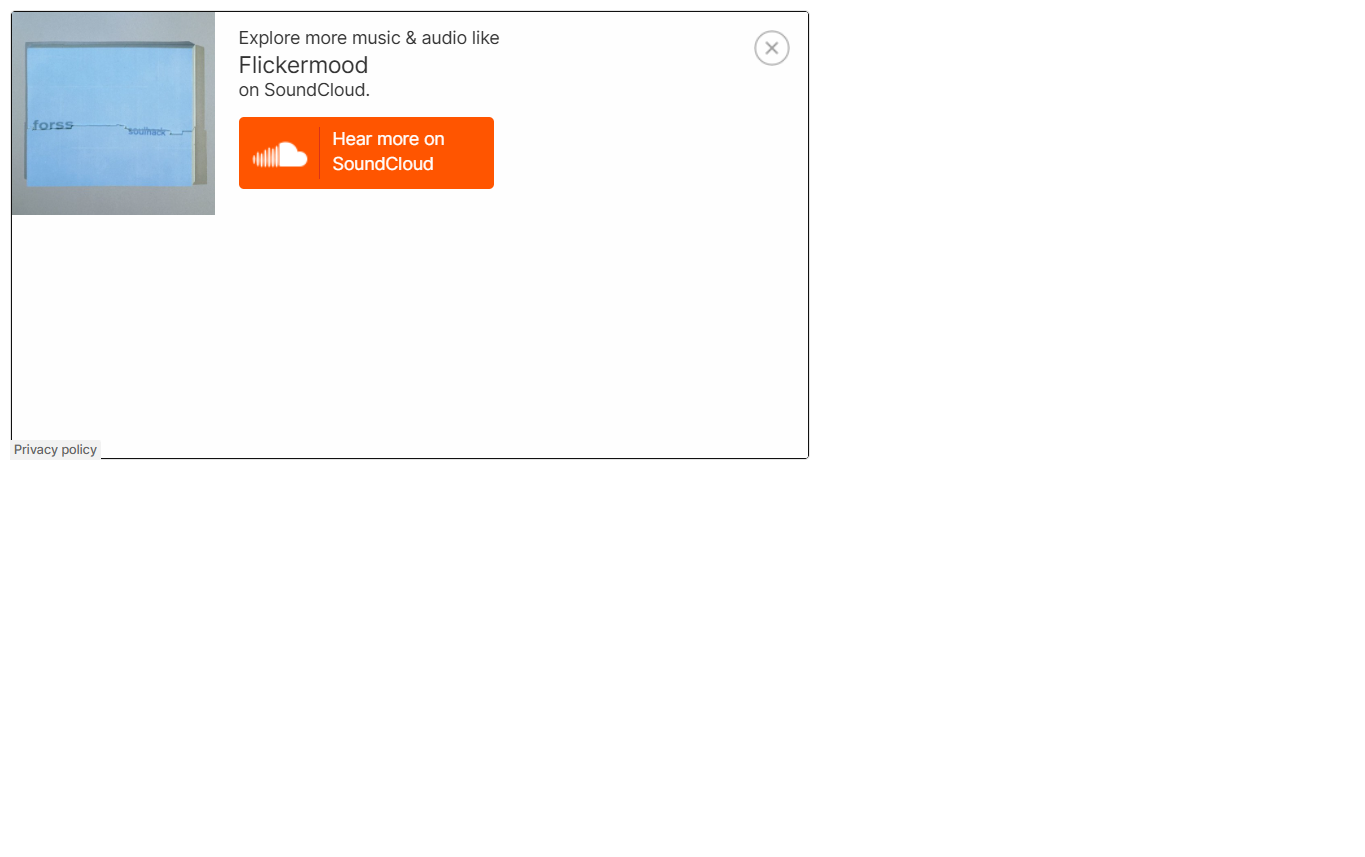 Explore more music & audio like
Flickermood
on SoundCloud.
forss
soulhack
Hear more on
SoundCloud
Privacy policy